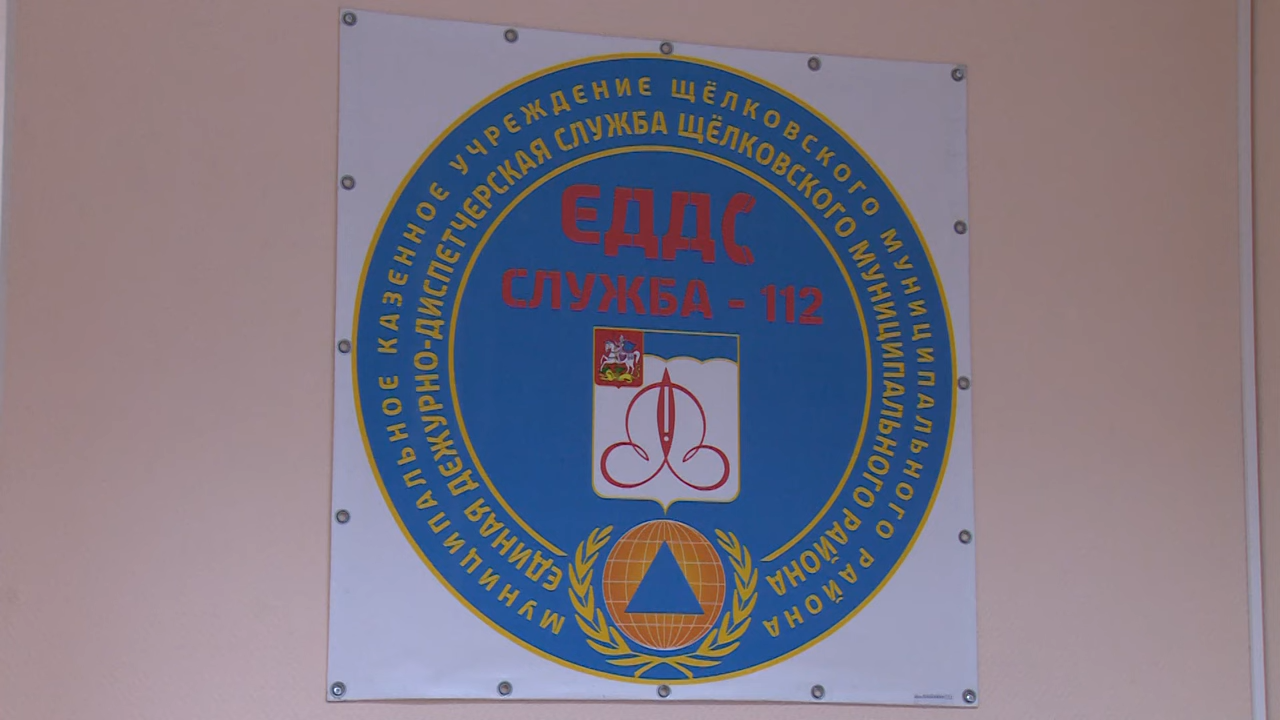 МУНИЦИПАЛЬНОЕ КАЗЕННОЕ УЧРЕЖДЕНИЕ ЩЁЛКОВСКОГО МУНИЦИПАЛЬНОГО РАЙОНА
ЕДИНАЯ ДЕЖУРНО-ДИСПЕТЧЕРСКАЯ СЛУЖБА ЩЁЛКОВСКОГО МУНИЦИПАЛЬНОГО РАЙОНА
ЕДДС
СЛУЖБА - 112